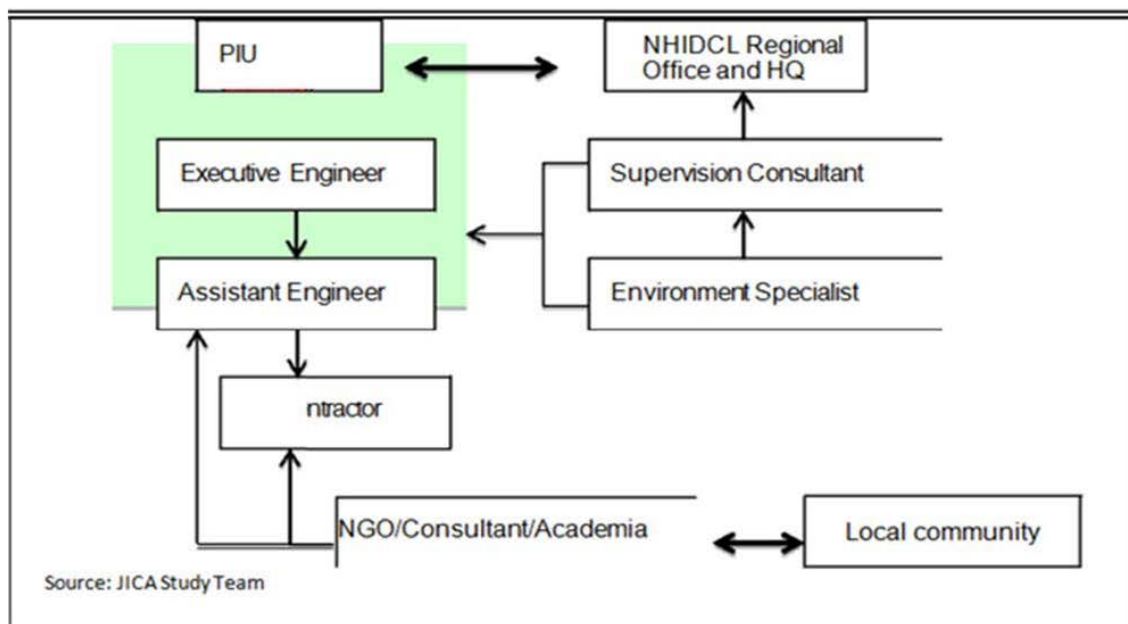 PIU
NHIDCL Regional
Office and HQ
Executive Engineer
Supervision Consultant
Assistant Engineer
Environment Specialist
ntractor
NGO/Consultant/Academia
Local community
Source: JICA Study Team